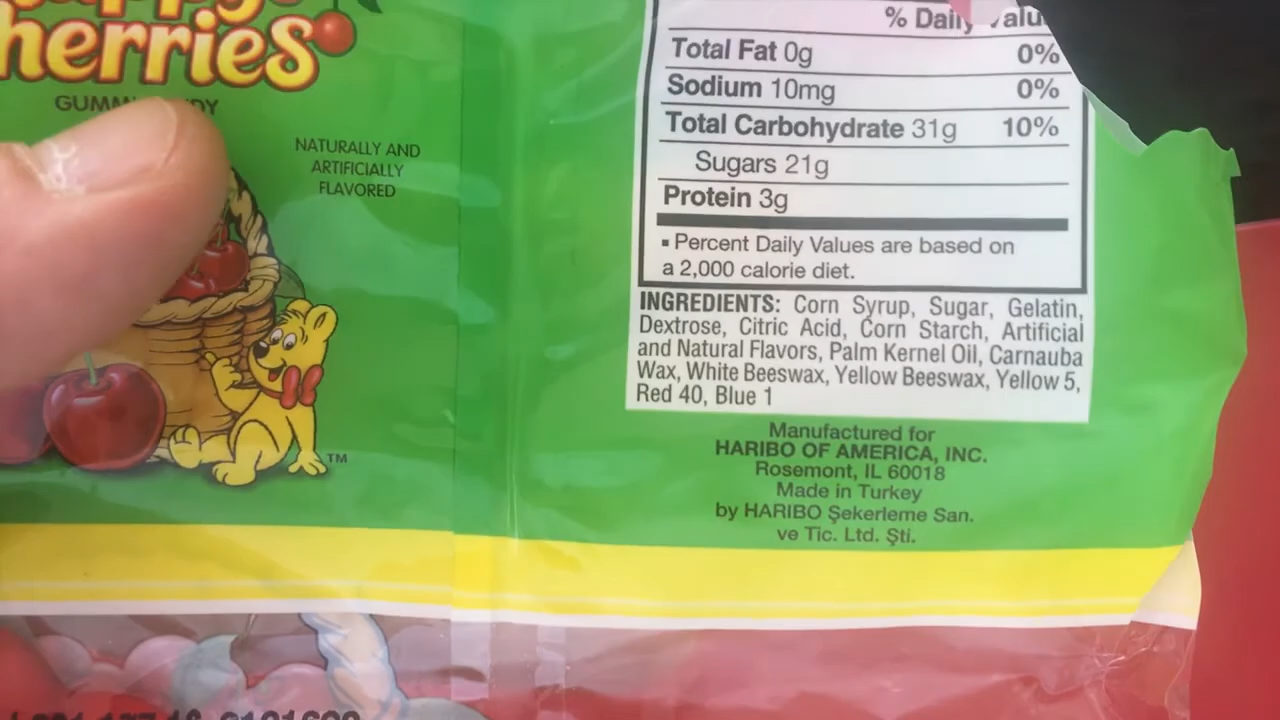 herries
GUMM DY
NATURALLY AND
ARTIFICIALLY
FLAVORED
TM
% Daily Valu
Total Fat 0g 0%
Sodium 10mg 0%
Total Carbohydrate 31g 10%
Sugars 21g
Protein 3g
▪ Percent Daily Values are based on
a 2,000 calorie diet.
INGREDIENTS: Corn Syrup, Sugar, Gelatin,
Dextrose, Citric Acid, Corn Starch, Artificial
and Natural Flavors, Palm Kernel Oil, Carnauba
Wax, White Beeswax, Yellow Beeswax, Yellow 5,
Red 40, Blue 1
Manufactured for
HARIBO OF AMERICA, INC.
Rosemont, IL 60018
Made in Turkey
by HARIBO Şekerleme San.
ve Tic. Ltd. Şti.